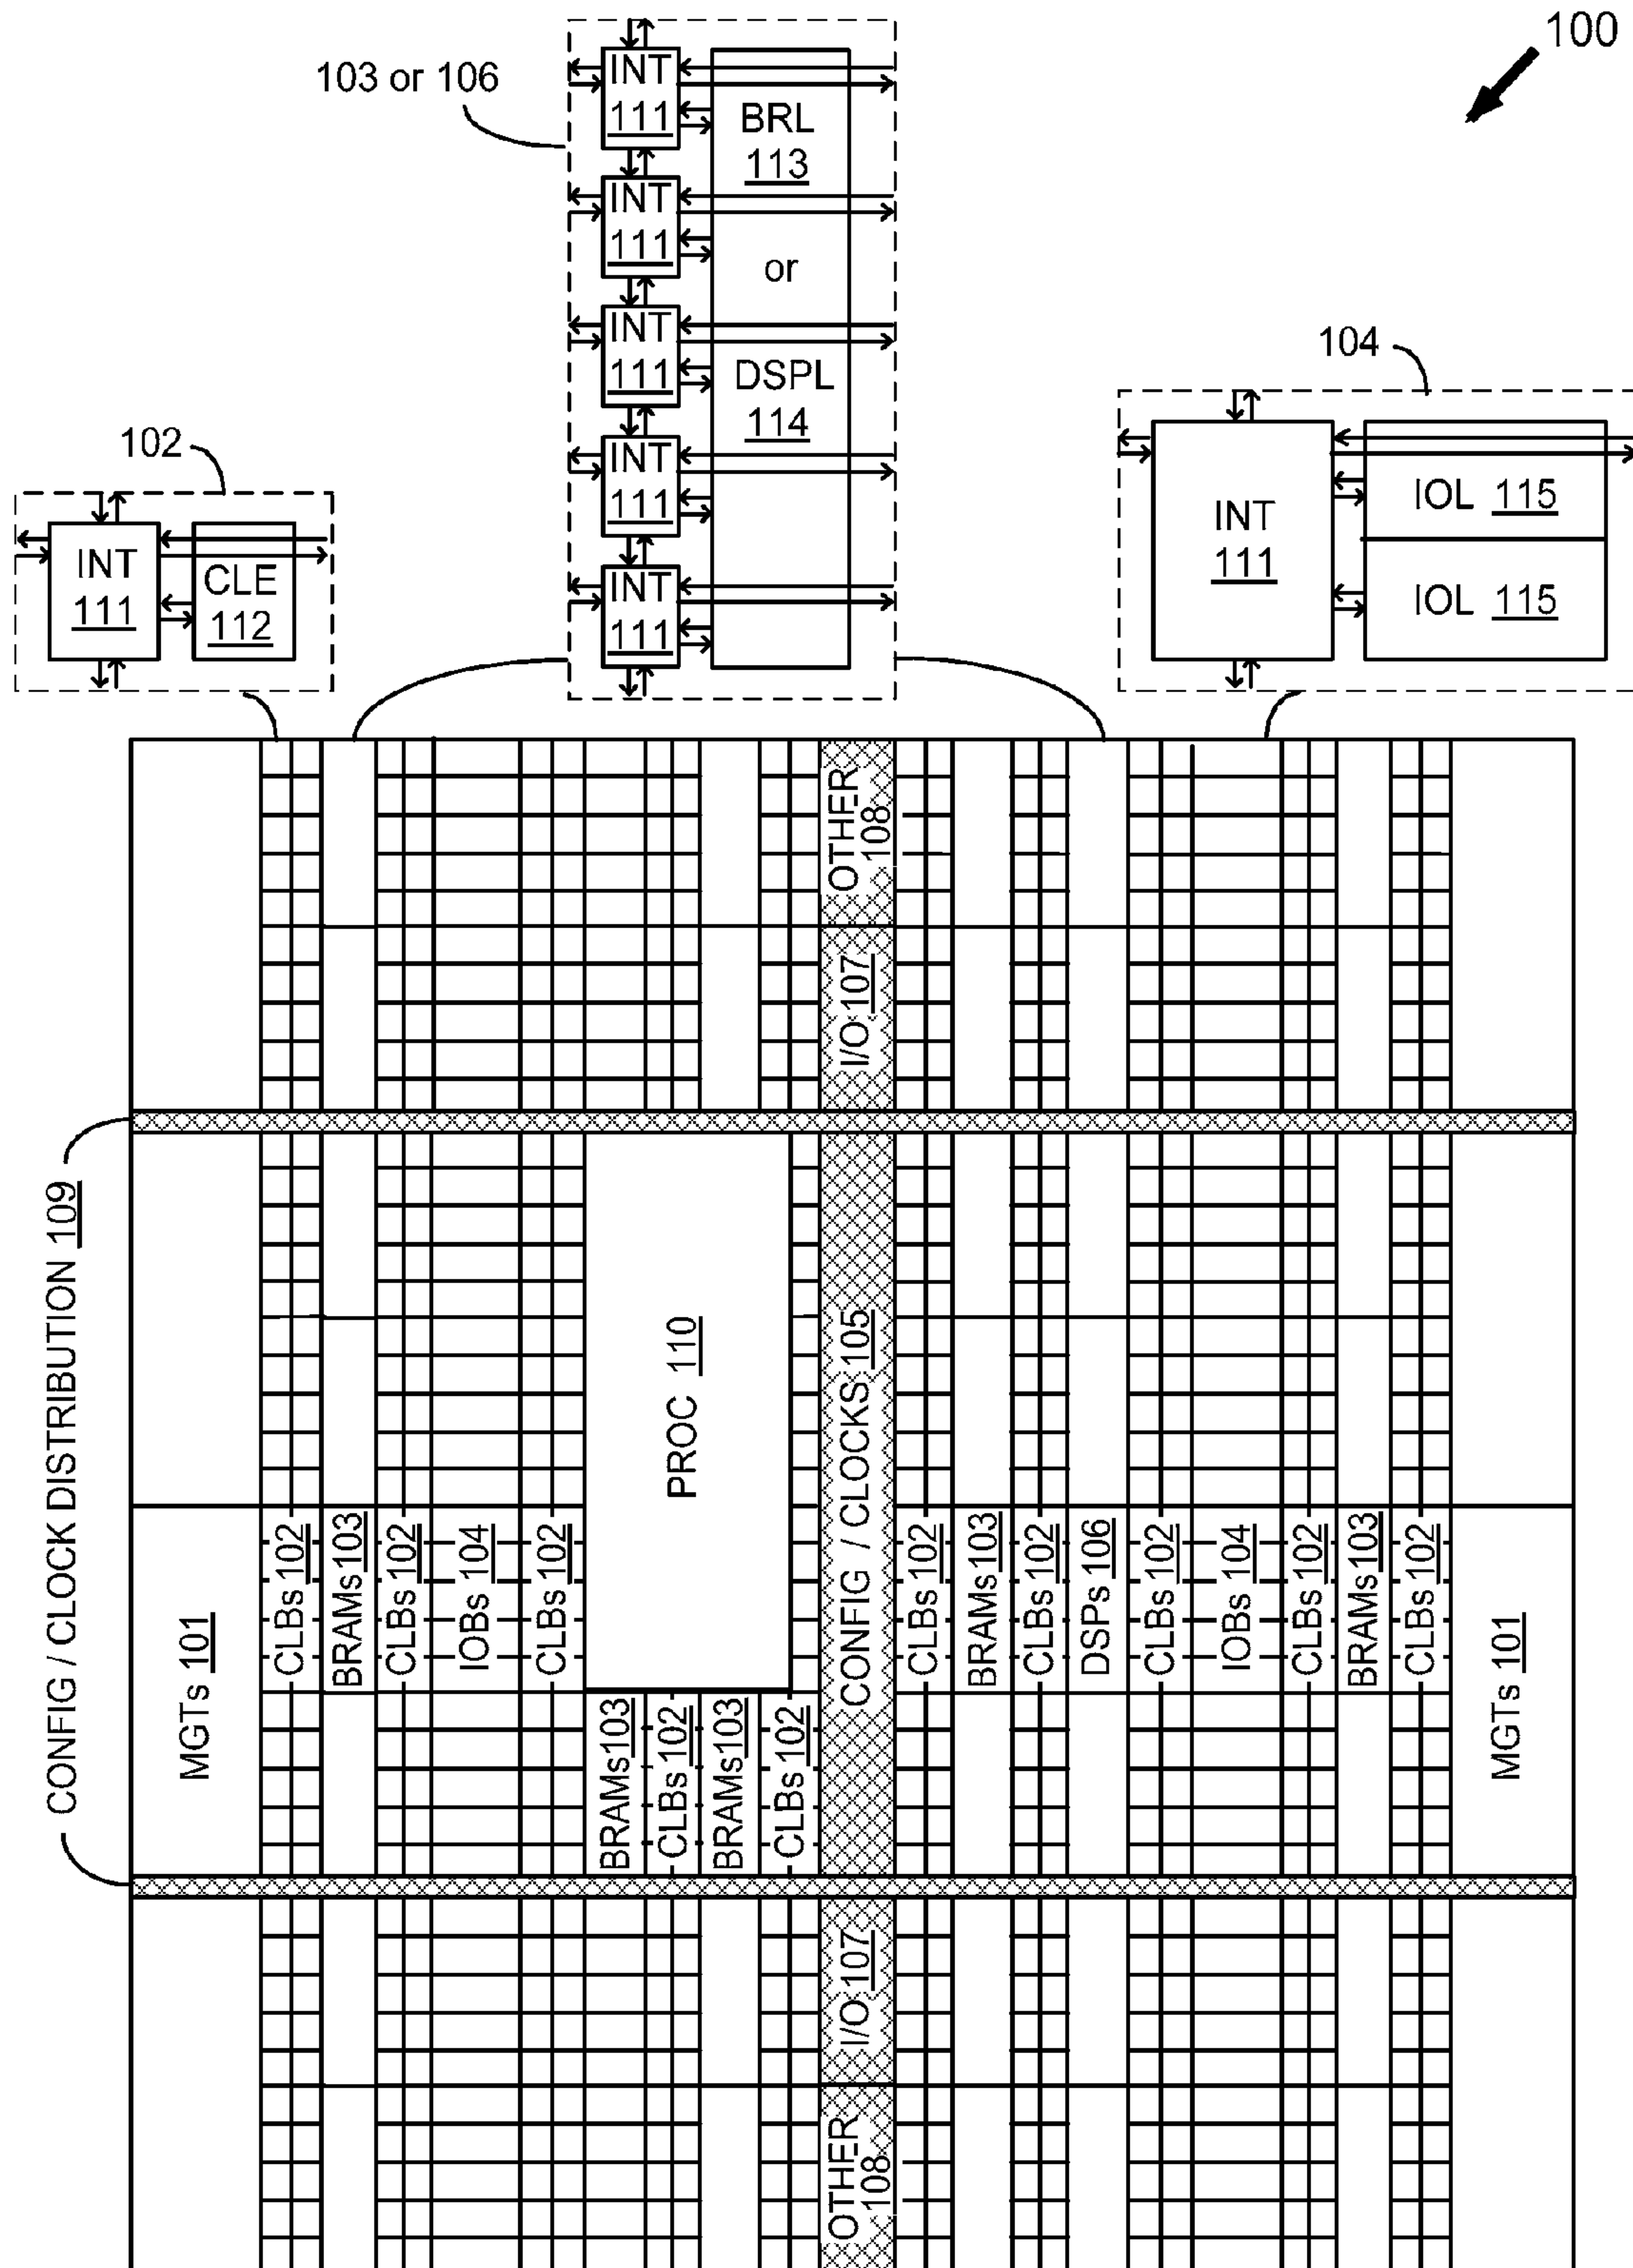 100
103 or 106
INT
111
BRL
113
INT
111
or
INT
111
DSPL
114
INT
111
INT
111
104
INT
111
IOL 115
IOL 115
102
INT
111
CLE
112
OTHER
108
I/O 107
CONFIG / CLOCK DISTRIBUTION 109
PROC 110
CONFIG / CLOCKS 105
MGTs 101
CLBs 102
BRAMs 103
CLBs 102
IOBs 104
CLBs 102
BRAMs 103
CLBs 102
BRAMs 103
CLBs 102
CLBs 102
BRAMs 103
CLBs 102
DSPs 106
CLBs 102
IOBs 104
CLBs 102
BRAMs 103
CLBs 102
MGTs 101
I/O 107
OTHER
108